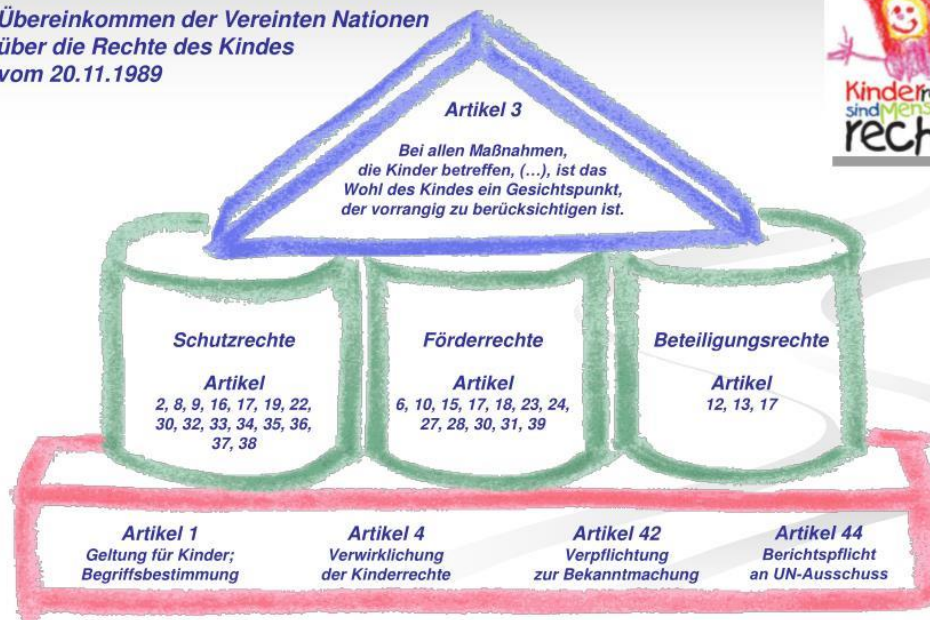 Übereinkommen der Vereinten Nationen
über die Rechte des Kindes
vom 20.11.1989
Artikel 3
Bei allen Maßnahmen,
die Kinder betreffen, (...), ist das
Wohl des Kindes ein Gesichtspunkt,
der vorrangig zu berücksichtigen ist.
Schutzrechte
Artikel
2, 8, 9, 16, 17, 19, 22,
30, 32, 33, 34, 35, 36,
37, 38
Förderrechte
Artikel
6, 10, 15, 17, 18, 23, 24,
27, 28, 30, 31, 39
Beteiligungsrechte
Artikel
12, 13, 17
Artikel 1
Geltung für Kinder;
Begriffsbestimmung
Artikel 4
Verwirklichung
der Kinderrechte
Artikel 42
Verpflichtung
zur Bekanntmachung
Artikel 44
Berichtspflicht
an UN-Ausschuss
sind